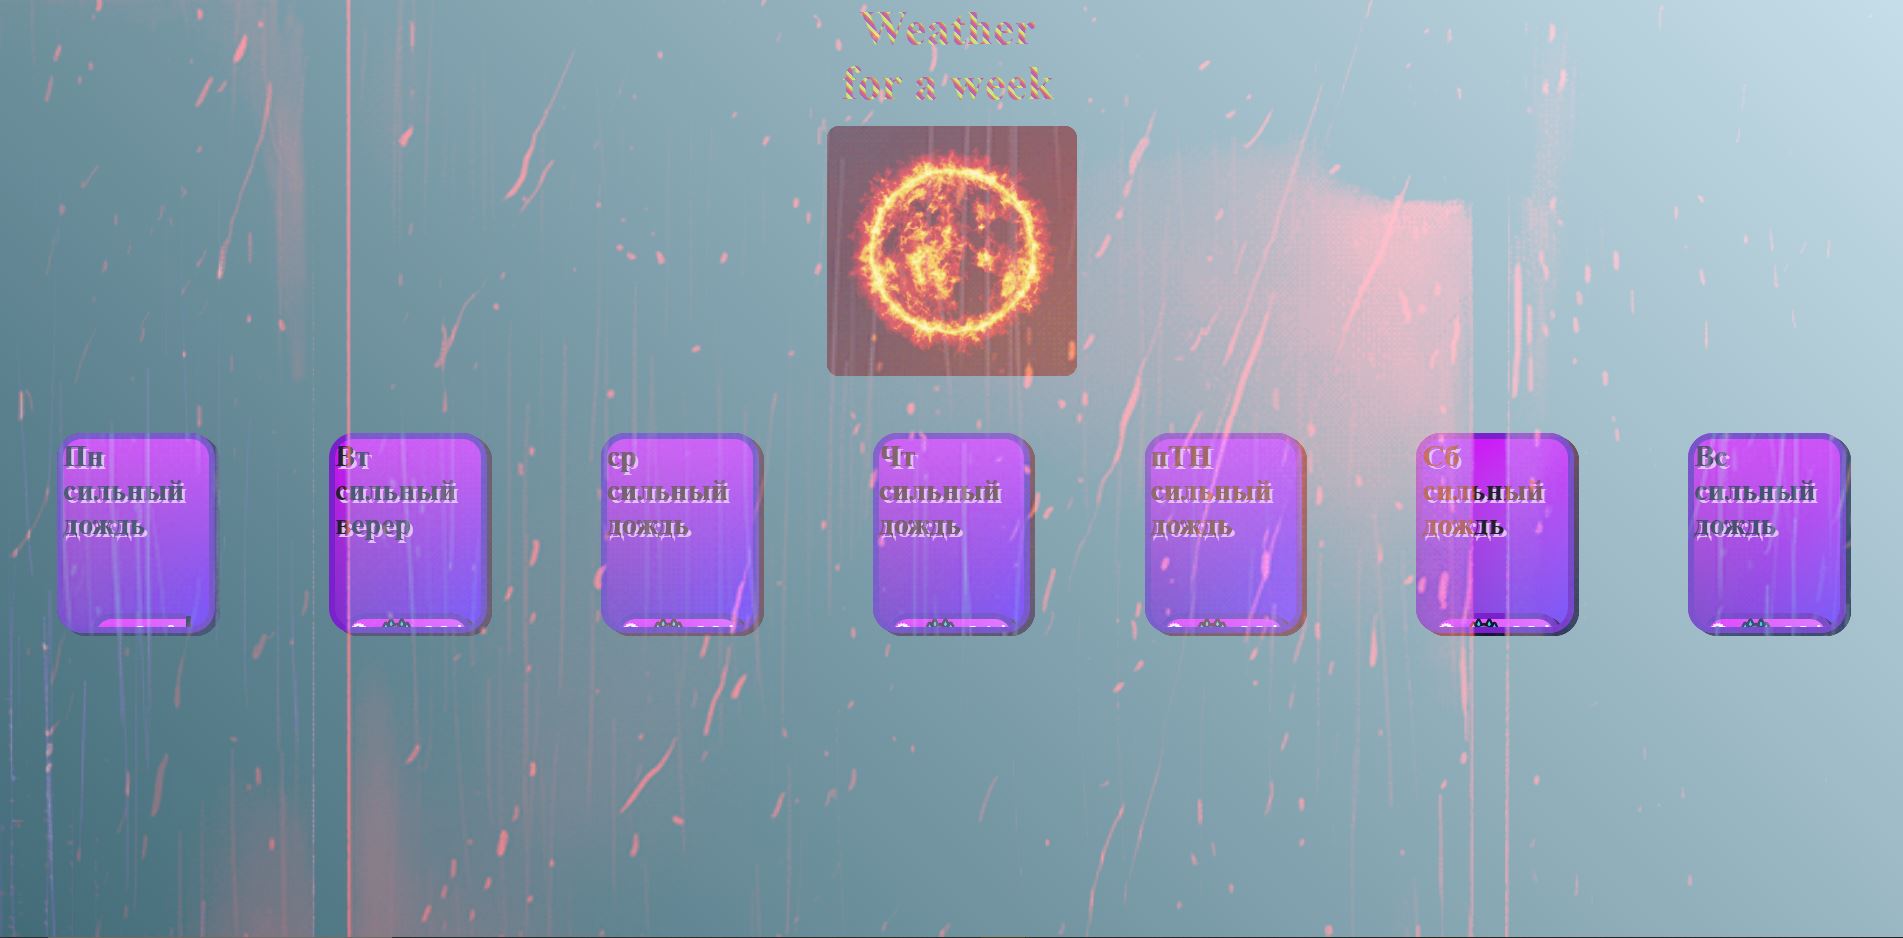 Weather
for a week
Пн
сильный
дождь
Вт
сильный
верер
ср
сильный
дождь
Чт
сильный
дождь
пТН
сильный
дождь
Сб
сильный
дождь
Вс
сильный
дождь